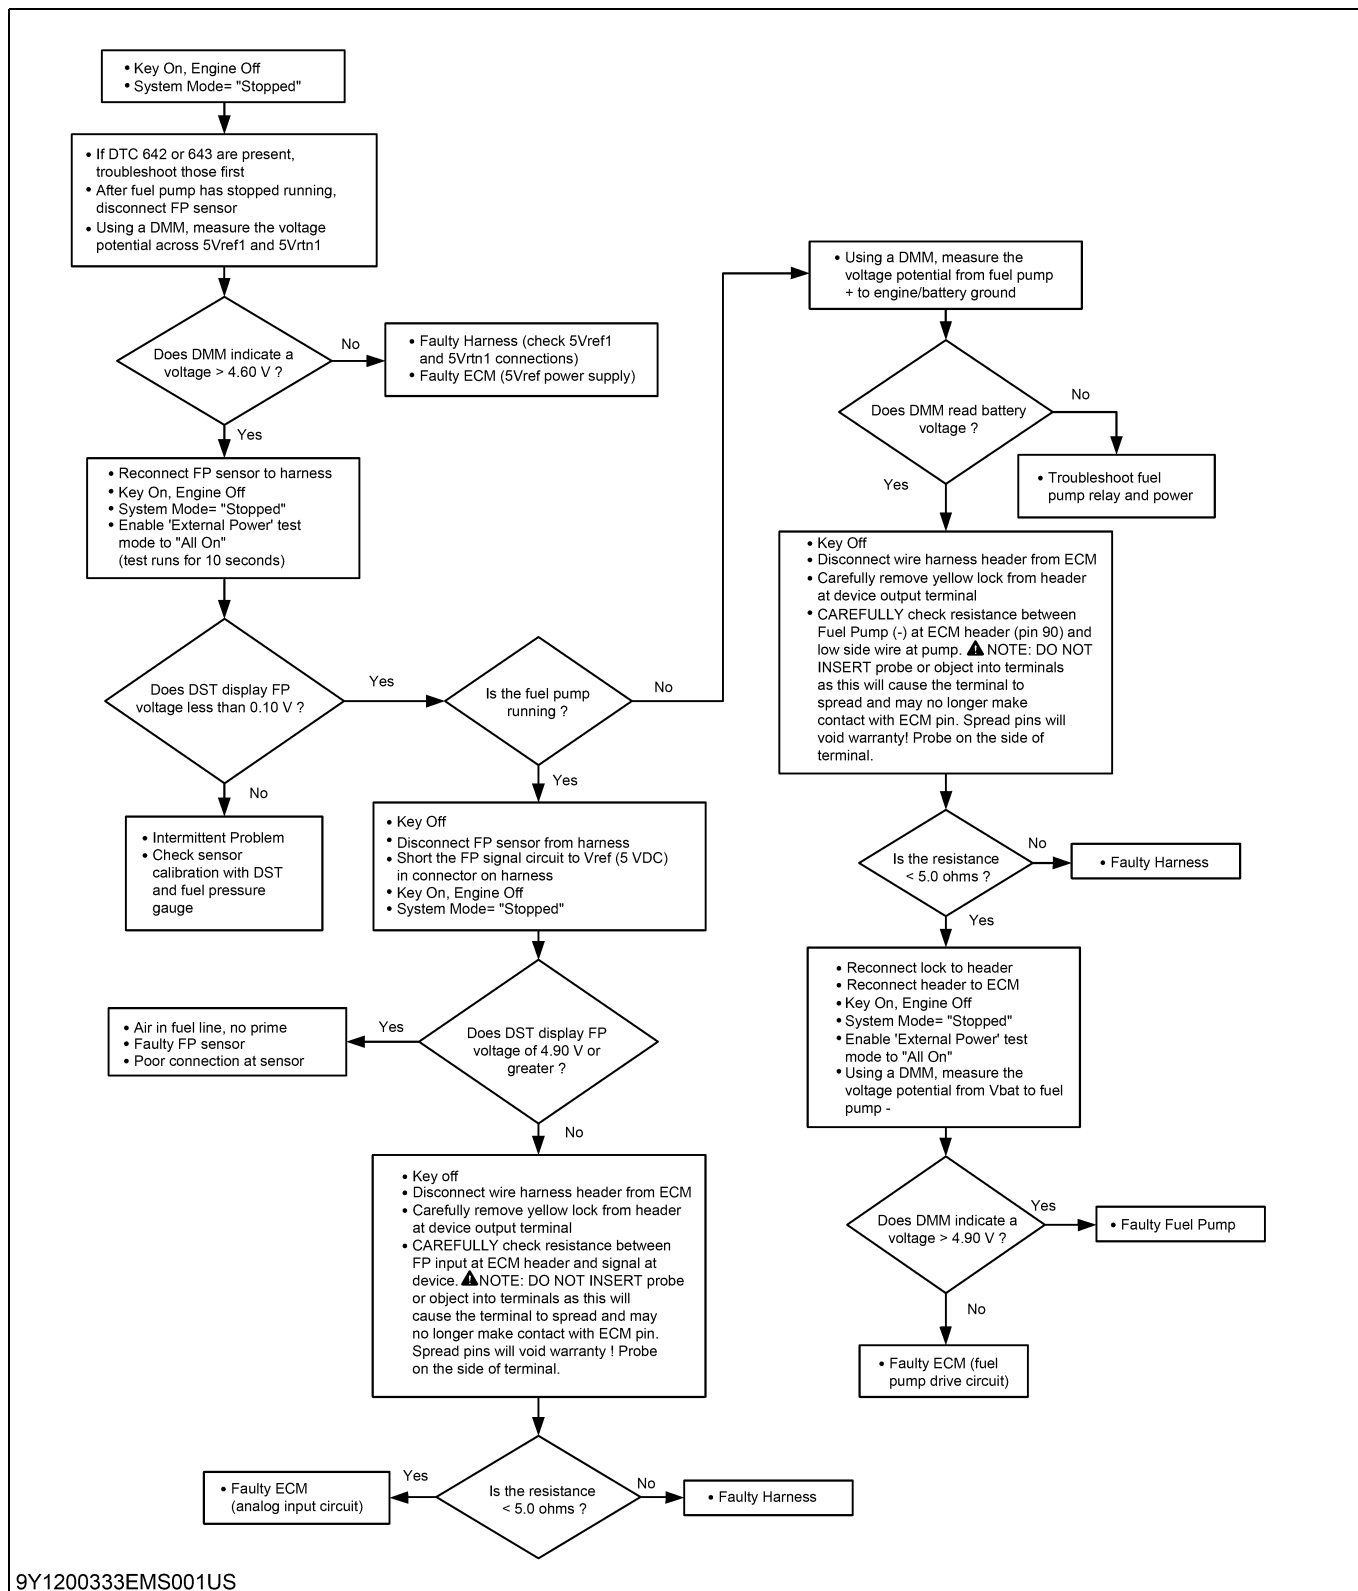 • Key On, Engine Off
• System Mode= "Stopped"
• If DTC 642 or 643 are present,
troubleshoot those first
• After fuel pump has stopped running,
disconnect FP sensor
• Using a DMM, measure the voltage
potential across 5Vref1 and 5Vrtn1
Does DMM indicate a
voltage > 4.60 V ?
No
• Faulty Harness (check 5Vref1
and 5Vrtn1 connections)
• Faulty ECM (5Vref power supply)
Yes
• Reconnect FP sensor to harness
• Key On, Engine Off
• System Mode= "Stopped"
• Enable 'External Power' test
mode to "All On"
(test runs for 10 seconds)
Does DST display FP
voltage less than 0.10 V ?
Yes
No
• Intermittent Problem
• Check sensor
calibration with DST
and fuel pressure
gauge
Is the fuel pump
running ?
No
Yes
• Key Off
• Disconnect FP sensor from harness
• Short the FP signal circuit to Vref (5 VDC)
in connector on harness
• Key On, Engine Off
• System Mode= "Stopped"
Does DST display FP
voltage of 4.90 V or
greater ?
Yes
• Air in fuel line, no prime
• Faulty FP sensor
• Poor connection at sensor
No
• Key off
• Disconnect wire harness header from ECM
• Carefully remove yellow lock from header
at device output terminal
• CAREFULLY check resistance between
FP input at ECM header and signal at
device. ⚠NOTE: DO NOT INSERT probe
or object into terminals as this will
cause the terminal to spread and may
no longer make contact with ECM pin.
Spread pins will void warranty ! Probe
on the side of terminal.
Is the resistance
< 5.0 ohms ?
Yes
• Faulty ECM
(analog input circuit)
No
• Faulty Harness
• Using a DMM, measure the
voltage potential from fuel pump
+ to engine/battery ground
Does DMM read battery
voltage ?
No
• Troubleshoot fuel
pump relay and power
Yes
• Key Off
• Disconnect wire harness header from ECM
• Carefully remove yellow lock from header
at device output terminal
• CAREFULLY check resistance between
Fuel Pump (-) at ECM header (pin 90) and
low side wire at pump. ⚠ NOTE: DO NOT
INSERT probe or object into terminals
as this will cause the terminal to
spread and may no longer make
contact with ECM pin. Spread pins will
void warranty! Probe on the side of
terminal.
Is the resistance
< 5.0 ohms ?
No
• Faulty Harness
Yes
• Reconnect lock to header
• Reconnect header to ECM
• Key On, Engine Off
• System Mode= "Stopped"
• Enable 'External Power' test
mode to "All On"
• Using a DMM, measure the
voltage potential from Vbat to fuel
pump -
Does DMM indicate a
voltage > 4.90 V ?
Yes
• Faulty Fuel Pump
No
• Faulty ECM (fuel
pump drive circuit)
9Y1200333EMS001US